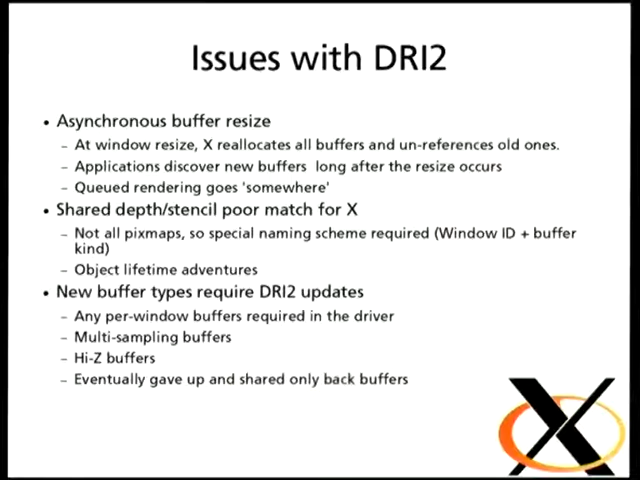 Issues with DRI2
• Asynchronous buffer resize
– At window resize, X reallocates all buffers and un-references old ones.
– Applications discover new buffers long after the resize occurs
– Queued rendering goes 'somewhere'
• Shared depth/stencil poor match for X
– Not all pixmaps, so special naming scheme required (Window ID + buffer
kind)
– Object lifetime adventures
• New buffer types require DRI2 updates
– Any per-window buffers required in the driver
– Multi-sampling buffers
– Hi-Z buffers
– Eventually gave up and shared only back buffers
X